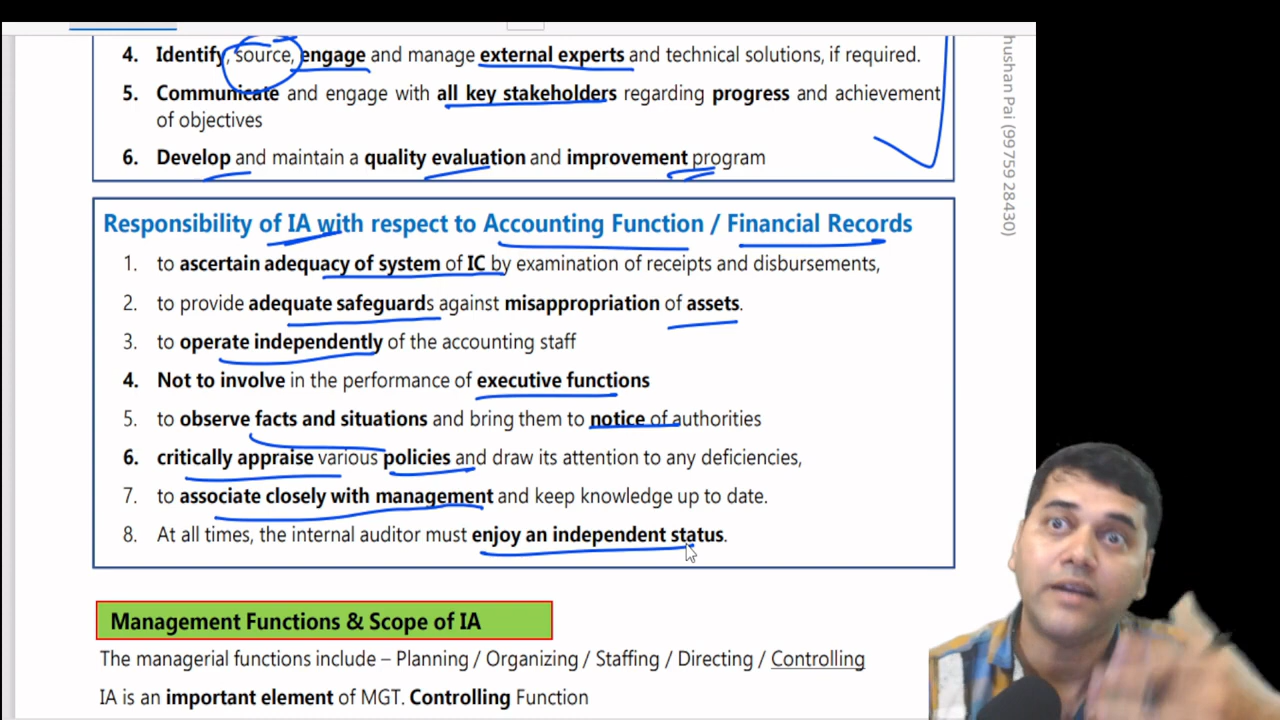 4. Identify, source, engage and manage external experts and technical solutions, if required.
5. Communicate and engage with all key stakeholders regarding progress and achievement
of objectives
6. Develop and maintain a quality evaluation and improvement program
Responsibility of IA with respect to Accounting Function / Financial Records
1. to ascertain adequacy of system of IC by examination of receipts and disbursements,
2. to provide adequate safeguards against misappropriation of assets.
3. to operate independently of the accounting staff
4. Not to involve in the performance of executive functions
5. to observe facts and situations and bring them to notice of authorities
6. critically appraise various policies and draw its attention to any deficiencies,
7. to associate closely with management and keep knowledge up to date.
8. At all times, the internal auditor must enjoy an independent status.
Management Functions & Scope of IA
The managerial functions include – Planning / Organizing / Staffing / Directing / Controlling
IA is an important element of MGT. Controlling Function
Pai (99759 28430)